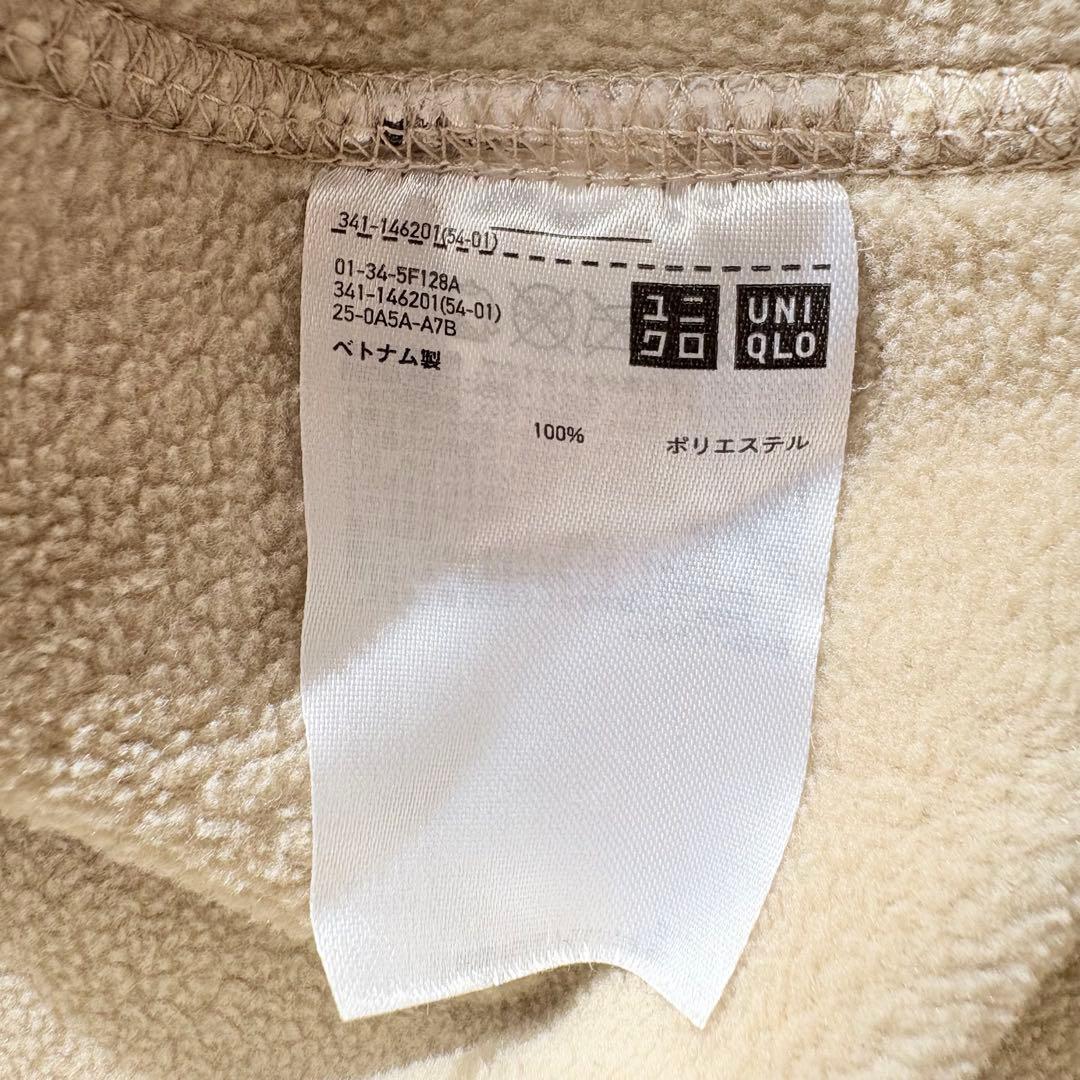 341-146201(54-01)
01-34-5F128A
341-146201(54-01)
25-0A5A-A7B
ベトナム製
ユニ
クロ
UNI
QLO
100% ポリエステル